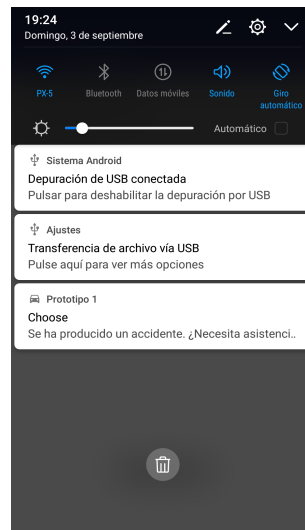 19:24
Domingo, 3 de septiembre
PX-5
Bluetooth
Datos móviles
Sonido
Giro
automático
Automático
Sistema Android
Depuración de USB conectada
Pulsar para deshabilitar la depuración por USB
Ajustes
Transferencia de archivo vía USB
Pulse aquí para ver más opciones
Prototipo 1
Choose
Se ha producido un accidente. ¿Necesita asistenci..